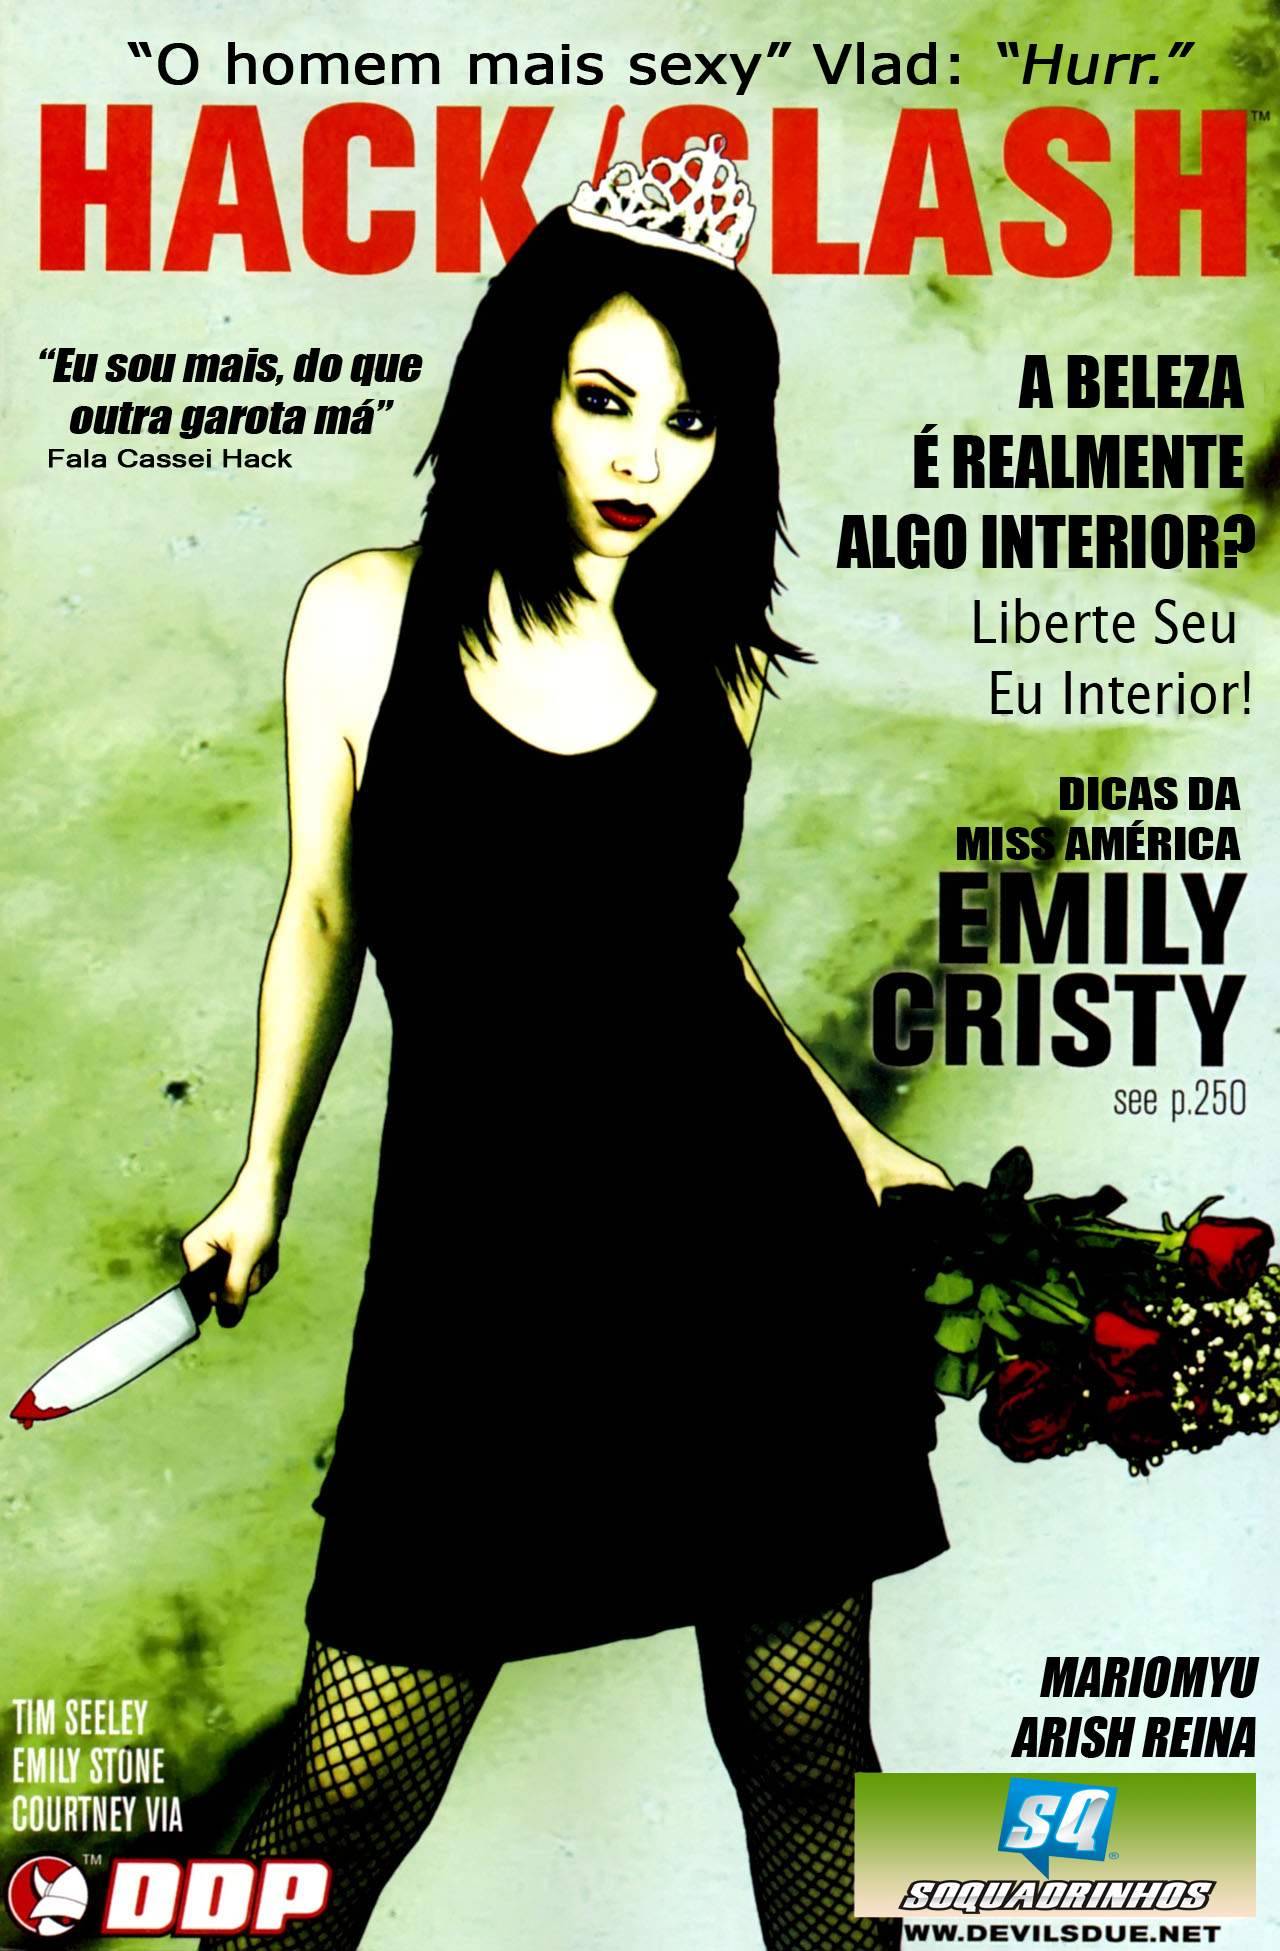 “O homem mais sexy” Vlad: “Hurr.”
HACK/SLASH™
“Eu sou mais, do que
outra garota má”
Fala Cassei Hack
A BELEZA
É REALMENTE
ALGO INTERIOR?
Liberte Seu
Eu Interior!
DICAS DA
MISS AMÉRICA
EMILY
CRISTY
see p.250
TIM SEELEY
EMILY STONE
COURTNEY VIA
™ DDP
MARIOMYU
ARISH REINA
SQ®
SOQUADRINHOS
WWW.DEVILSDUE.NET